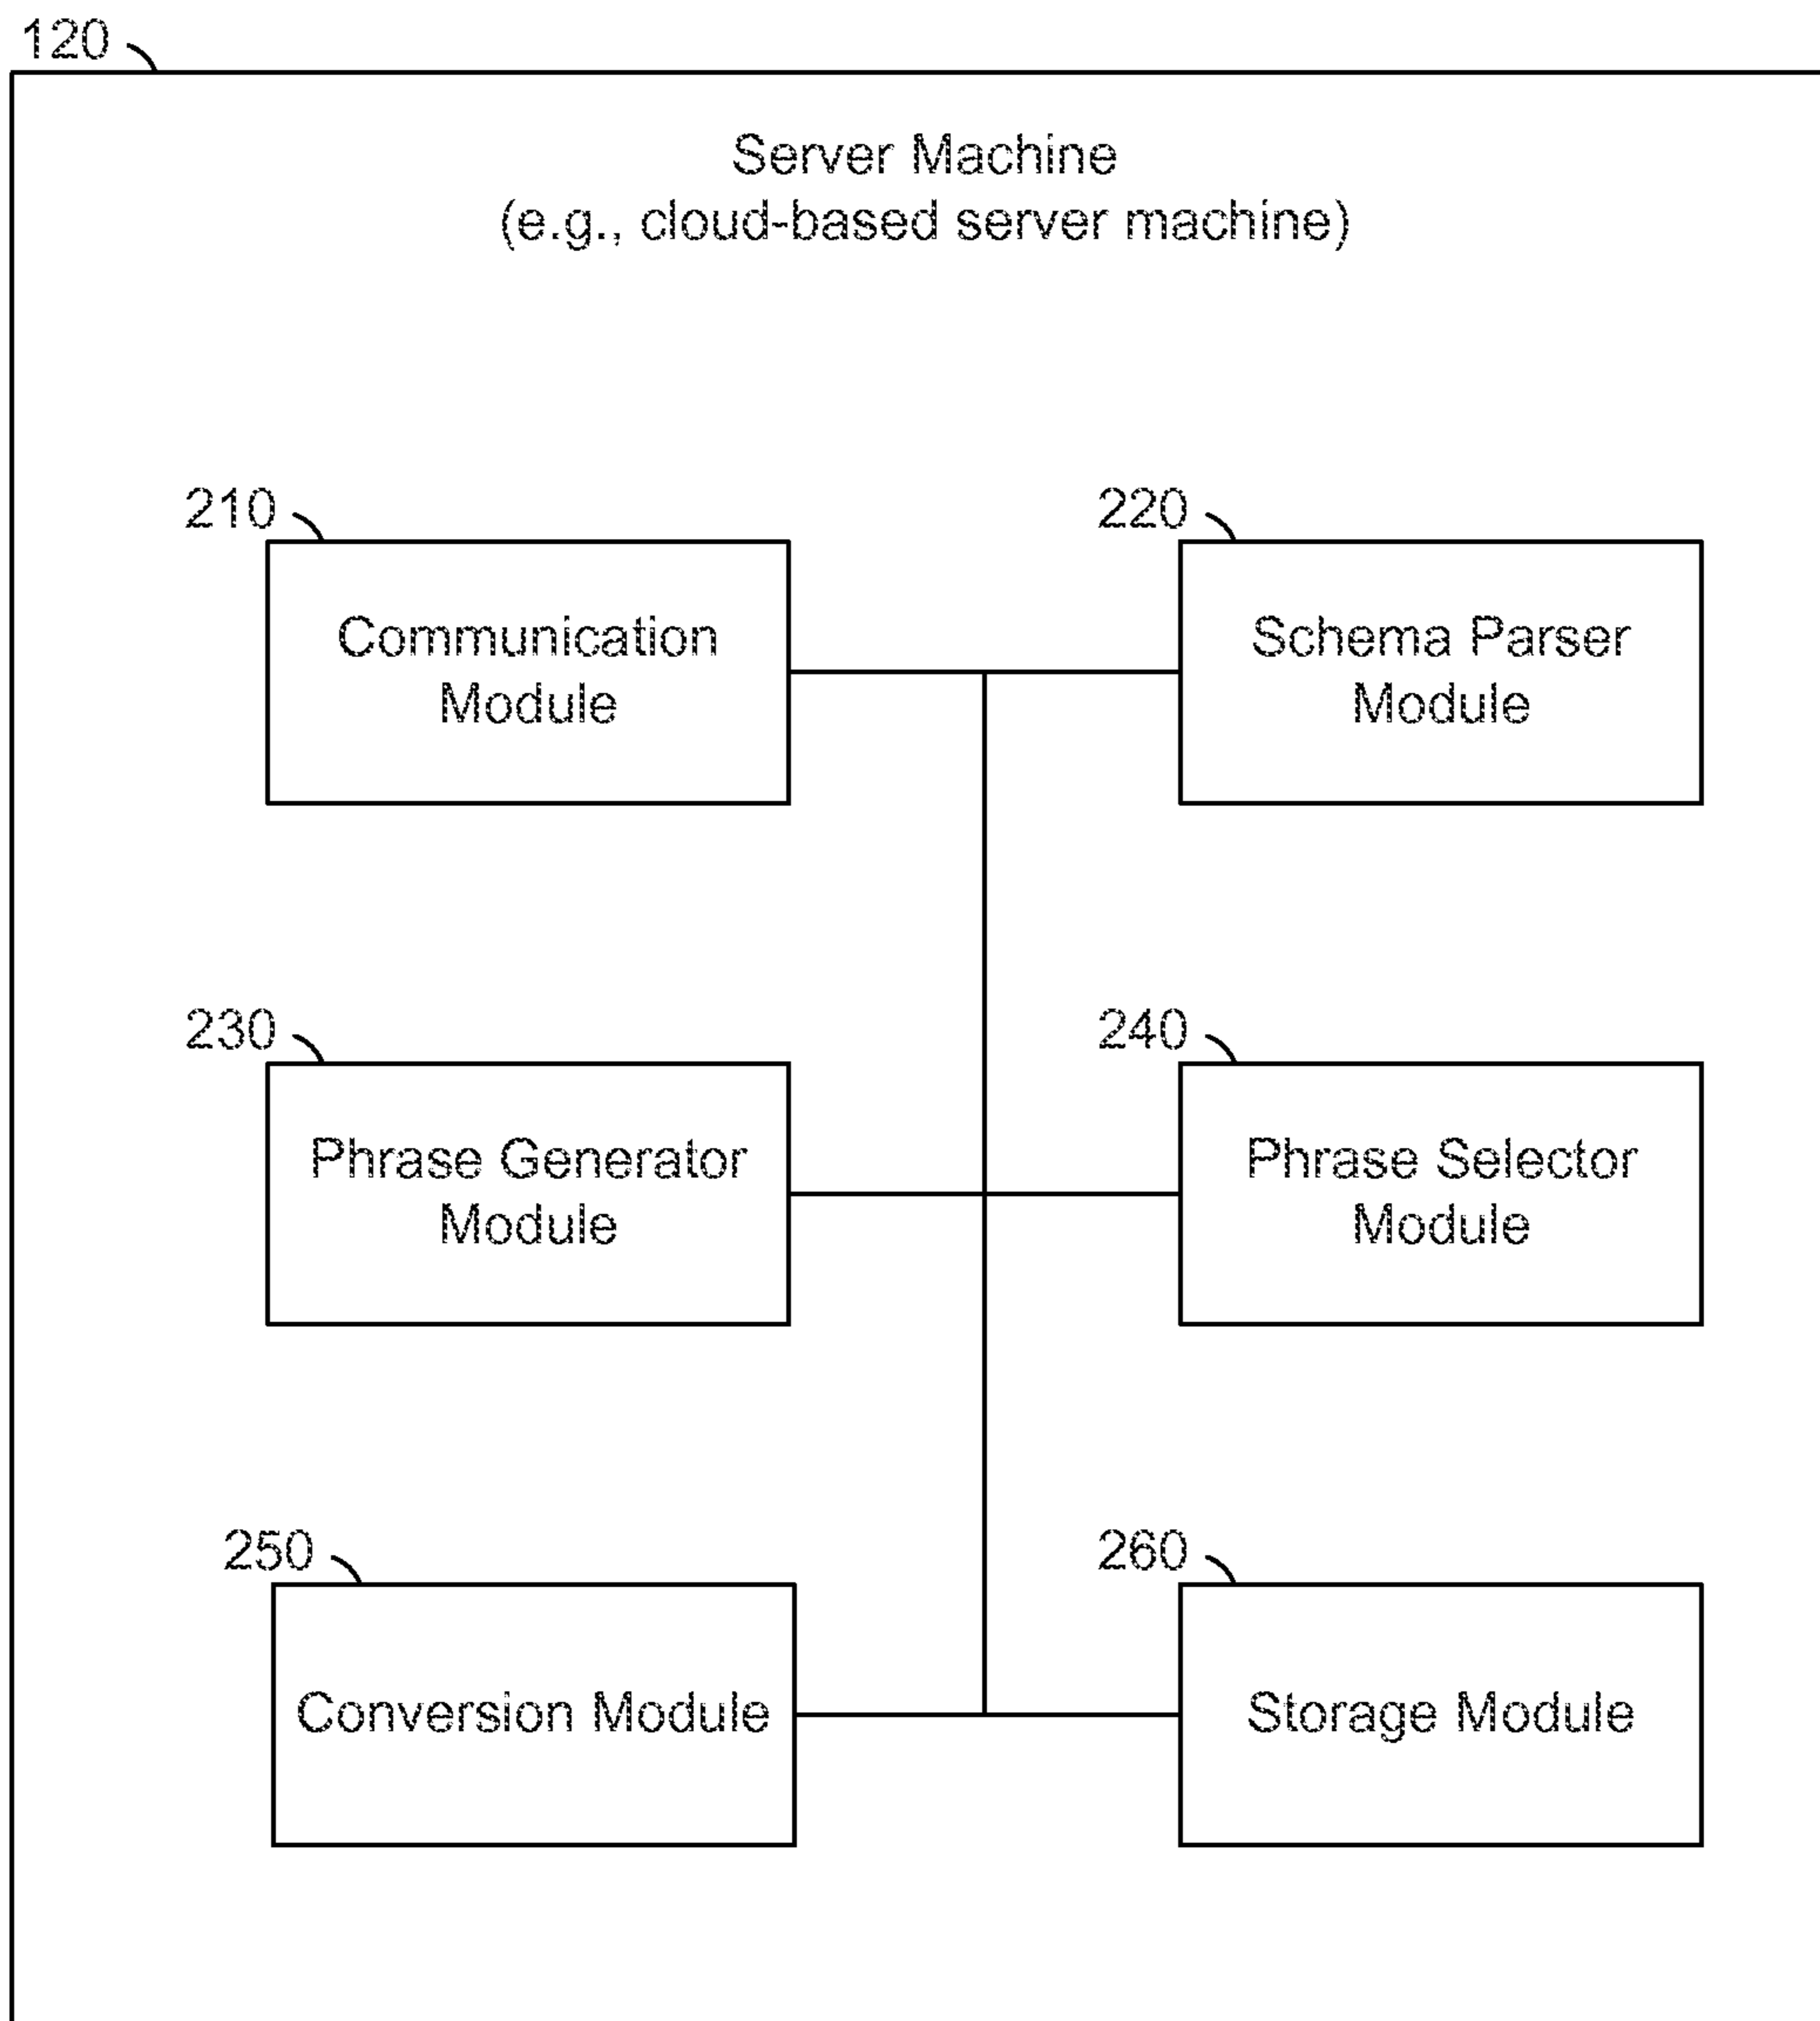 120
Server Machine
(e.g., cloud-based server machine)
210
220
Communication
Module
Schema Parser
Module
230
240
Phrase Generator
Module
Phrase Selector
Module
250
260
Conversion Module
Storage Module